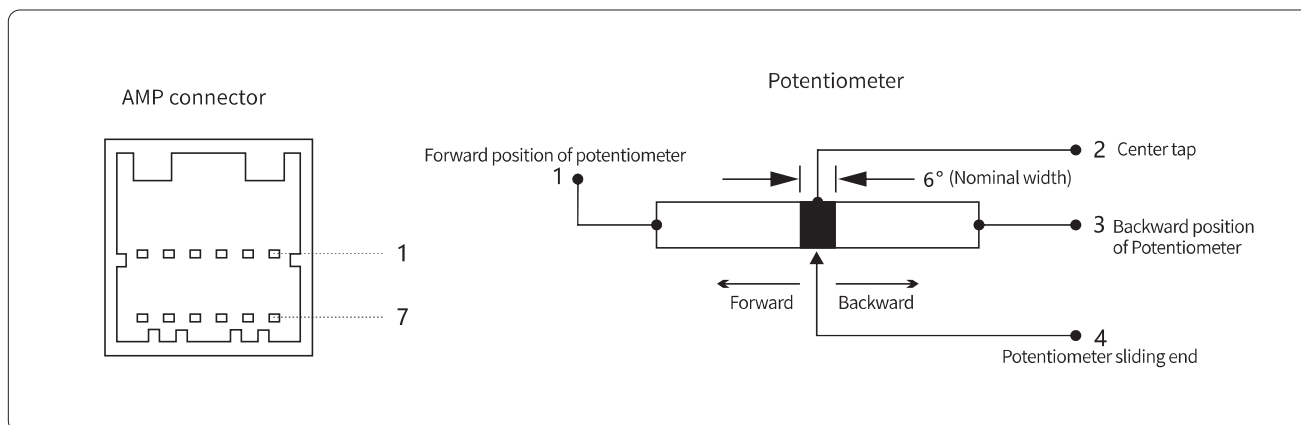 AMP connector
1
7
Potentiometer
Forward position of potentiometer
1
2 Center tap
6° (Nominal width)
3 Backward position
of Potentiometer
Forward
Backward
4
Potentiometer sliding end